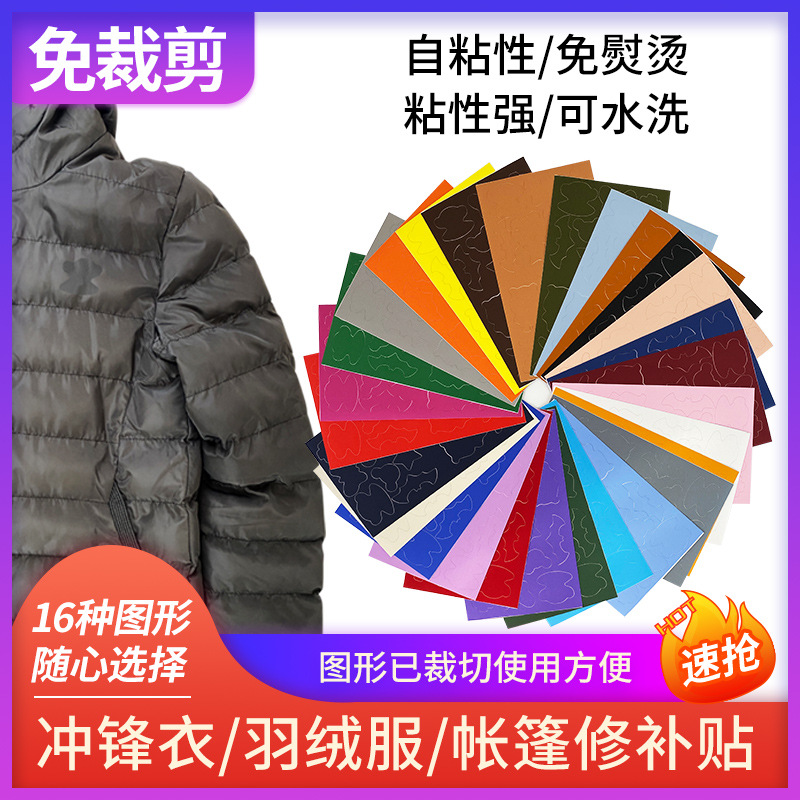 免裁剪
自粘性/免熨烫
粘性强/可水洗
16种图形
随心选择
图形已裁切使用方便
HOT
速抢
冲锋衣/羽绒服/帐篷修补贴